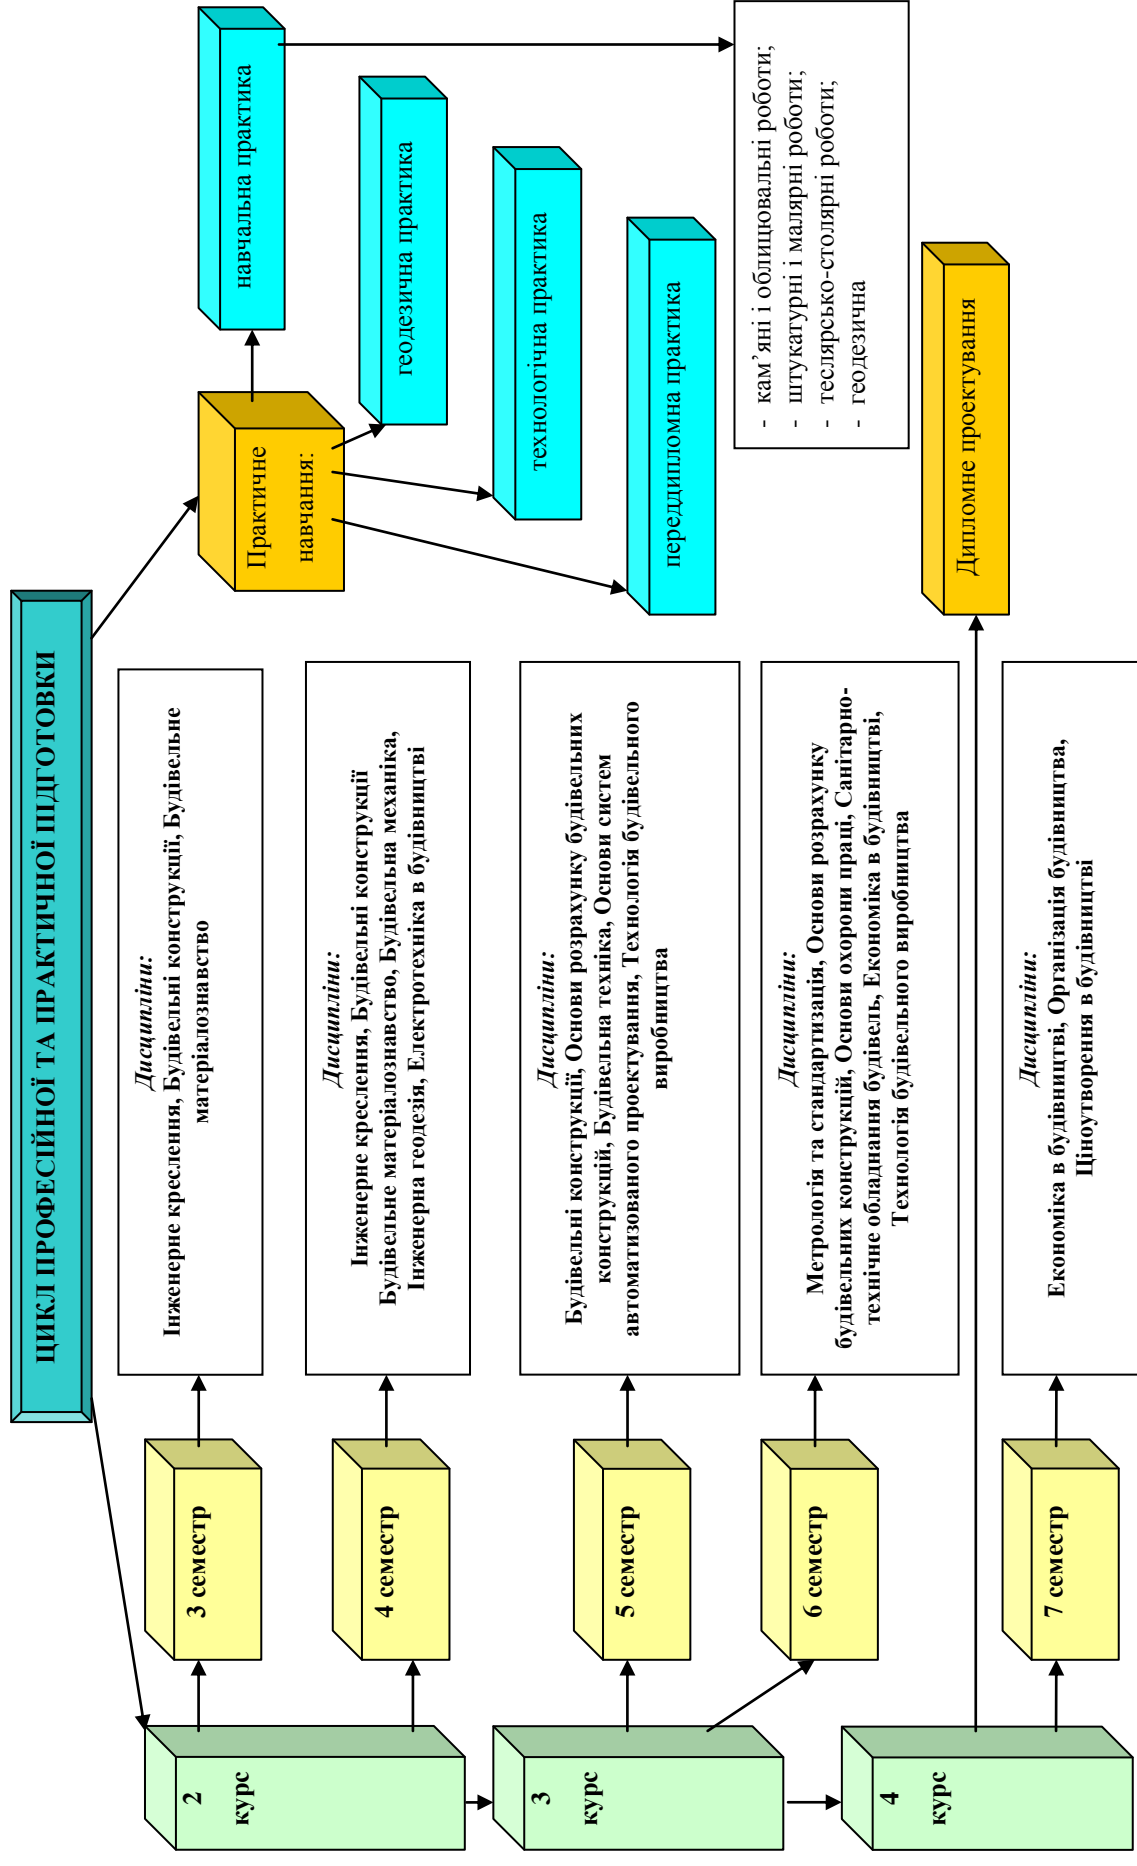 ЦИКЛ ПРОФЕСІЙНОЇ ТА ПРАКТИЧНОЇ ПІДГОТОВКИ
2
курс
3 семестр
Дисципліни:
Інженерне креслення, Будівельні конструкції, Будівельне
матеріалознавство
4 семестр
Дисципліни:
Інженерне креслення, Будівельні конструкції
Будівельне матеріалознавство, Будівельна механіка,
Інженерна геодезія, Електротехніка в будівництві
3
курс
5 семестр
Дисципліни:
Будівельні конструкції, Основи розрахунку будівельних
конструкцій, Будівельна техніка, Основи систем
автоматизованого проектування, Технологія будівельного
виробництва
6 семестр
Дисципліни:
Метрологія та стандартизація, Основи розрахунку
будівельних конструкцій, Основи охорони праці, Санітарно-
технічне обладнання будівель, Економіка в будівництві,
Технологія будівельного виробництва
4
курс
7 семестр
Дисципліни:
Економіка в будівництві, Організація будівництва,
Ціноутворення в будівництві
Практичне
навчання:
навчальна практика
геодезична практика
технологічна практика
переддипломна практика
- кам’яні і облицювальні роботи;
- штукатурні і малярні роботи;
- теслярсько-столярні роботи;
- геодезична
Дипломне проектування